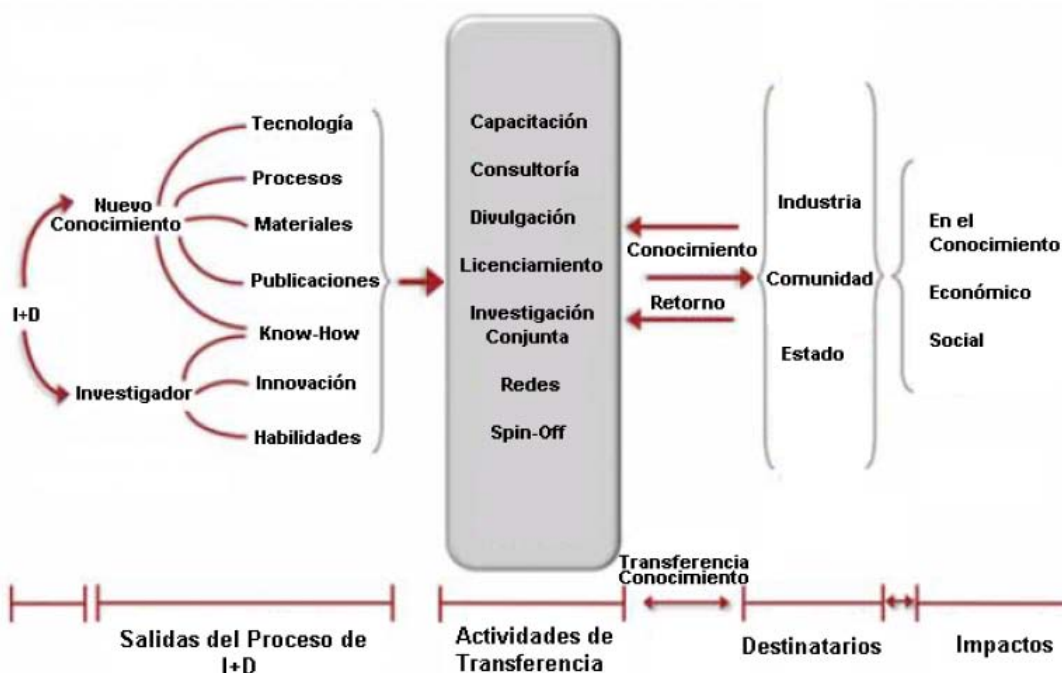 I+D
Nuevo
Conocimiento
Investigador
Tecnología
Procesos
Materiales
Publicaciones
Know-How
Innovación
Habilidades
Capacitación
Consultoría
Divulgación
Licenciamiento
Investigación
Conjunta
Redes
Spin-Off
Conocimiento
Retorno
Industria
Comunidad
Estado
En el
Conocimiento
Económico
Social
Salidas del Proceso de
I+D
Actividades de
Transferencia
Transferencia
Conocimiento
Destinatarios
Impactos